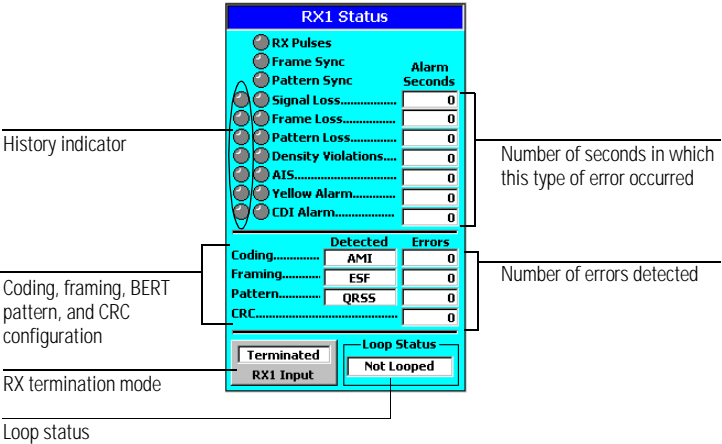 RX1 Status
RX Pulses
Frame Sync
Pattern Sync
Alarm
Seconds
Signal Loss................ 0
Frame Loss............... 0
Pattern Loss............. 0
Density Violations.... 0
AIS............................ 0
Yellow Alarm............. 0
CDI Alarm.................. 0
History indicator
Number of seconds in which
this type of error occurred
Detected Errors
Coding............. AMI 0
Framing........... ESF 0
Pattern............ QRSS 0
CRC........................................ 0
Coding, framing, BERT
pattern, and CRC
configuration
Number of errors detected
Terminated
RX1 Input
Loop Status
Not Looped
RX termination mode
Loop status